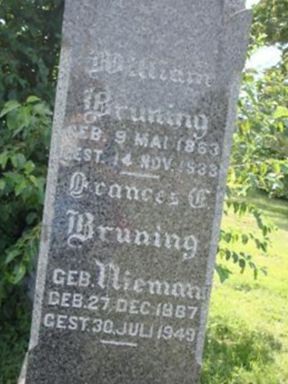 William
Bruning
GEB. 9 MAI 1863
GEST. 14 NOV. 1933
Frances E
Bruning
GEB. Nieman
GEB. 27. DEC. 1887
GEST. 30. JULI 1949